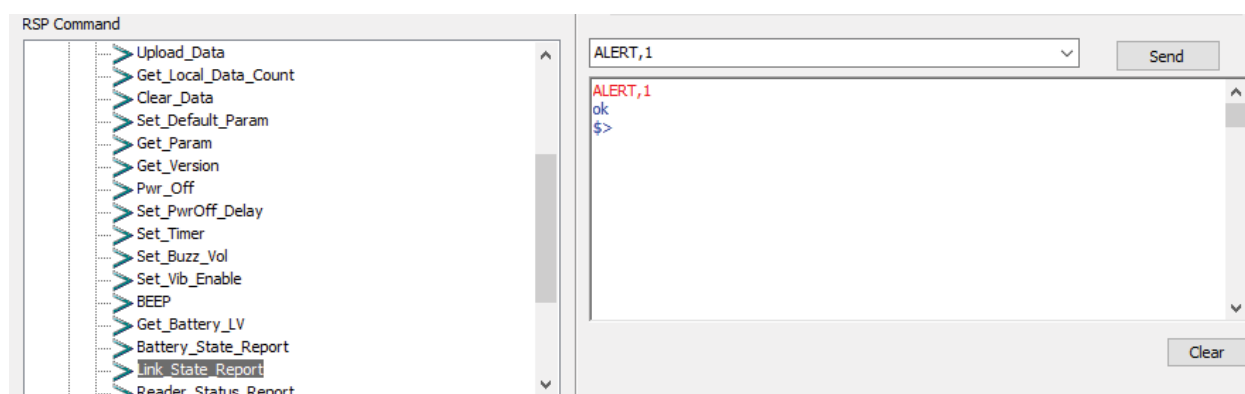 RSP Command
Upload_Data
Get_Local_Data_Count
Clear_Data
Set_Default_Param
Get_Param
Get_Version
Pwr_Off
Set_PwrOff_Delay
Set_Timer
Set_Buzz_Vol
Set_Vib_Enable
BEEP
Get_Battery_LV
Battery_State_Report
Link_State_Report
Reader_Status_Report
ALERT,1
Send
ALERT,1
ok
$>
Clear